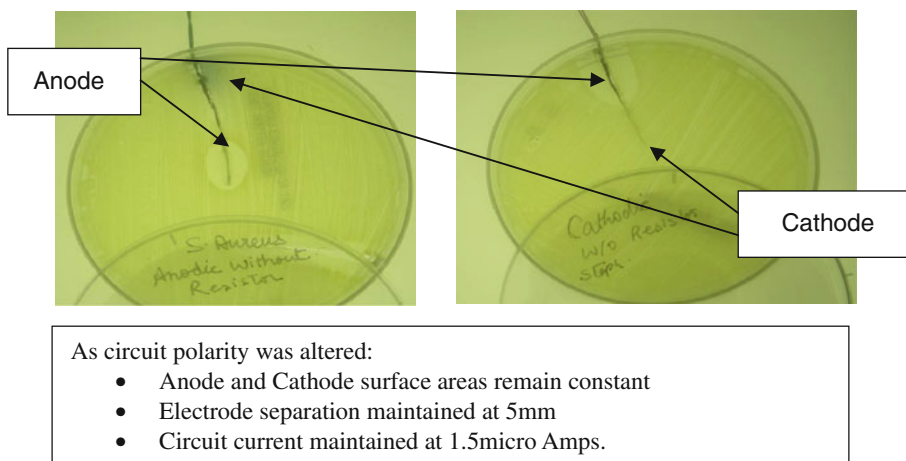 Anode
Cathode
S. Aureus
Anodic Without
Resistor
Cathodic
w/o Resistor
Staph.
As circuit polarity was altered:
• Anode and Cathode surface areas remain constant
• Electrode separation maintained at 5mm
• Circuit current maintained at 1.5micro Amps.